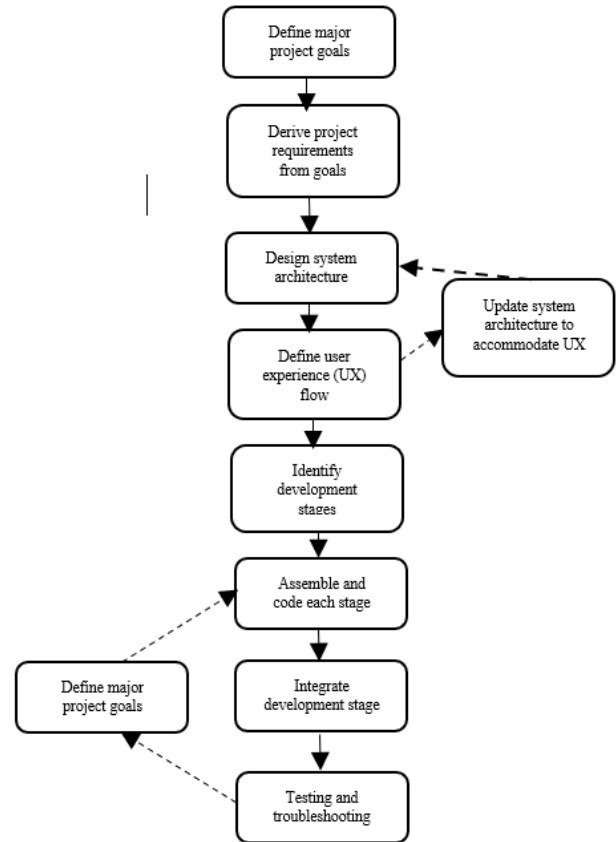 Define major
project goals
Derive project
requirements
from goals
Design system
architecture
Update system
architecture to
accommodate UX
Define user
experience (UX)
flow
Identify
development
stages
Assemble and
code each stage
Define major
project goals
Integrate
development stage
Testing and
troubleshooting